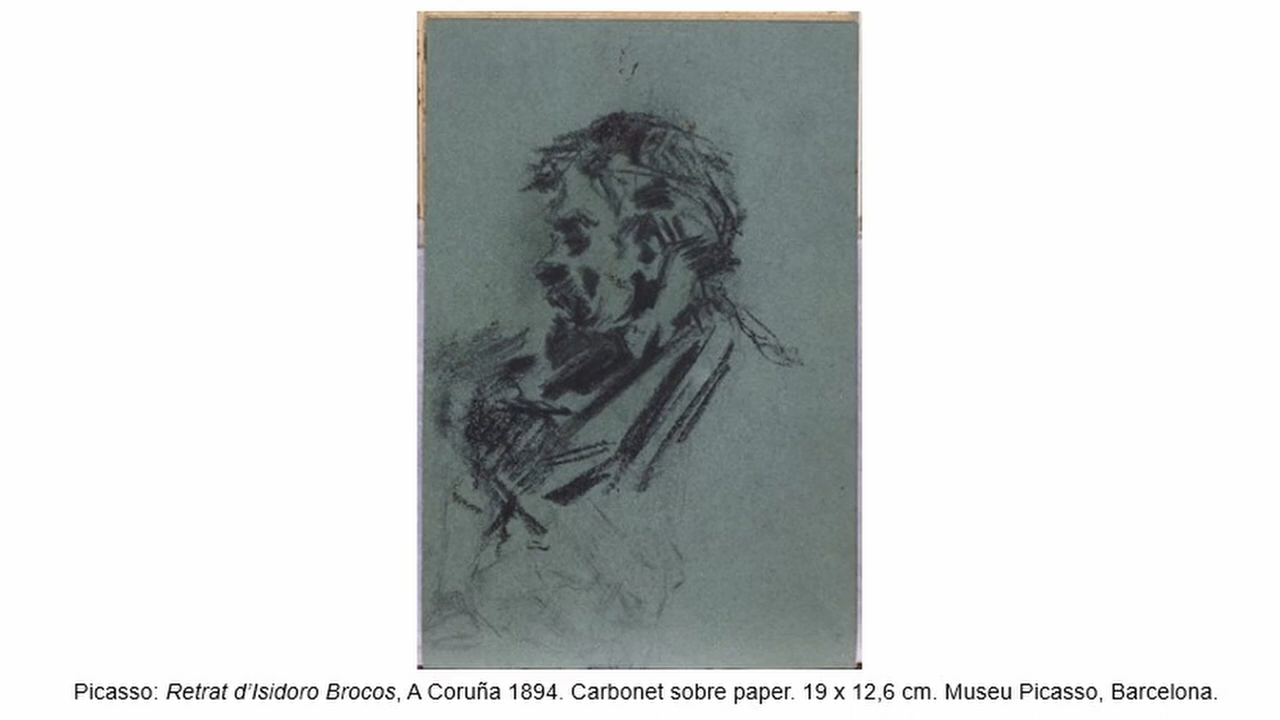 Picasso: Retrat d’Isidoro Brocos, A Coruña 1894. Carbonet sobre paper. 19 x 12,6 cm. Museu Picasso, Barcelona.